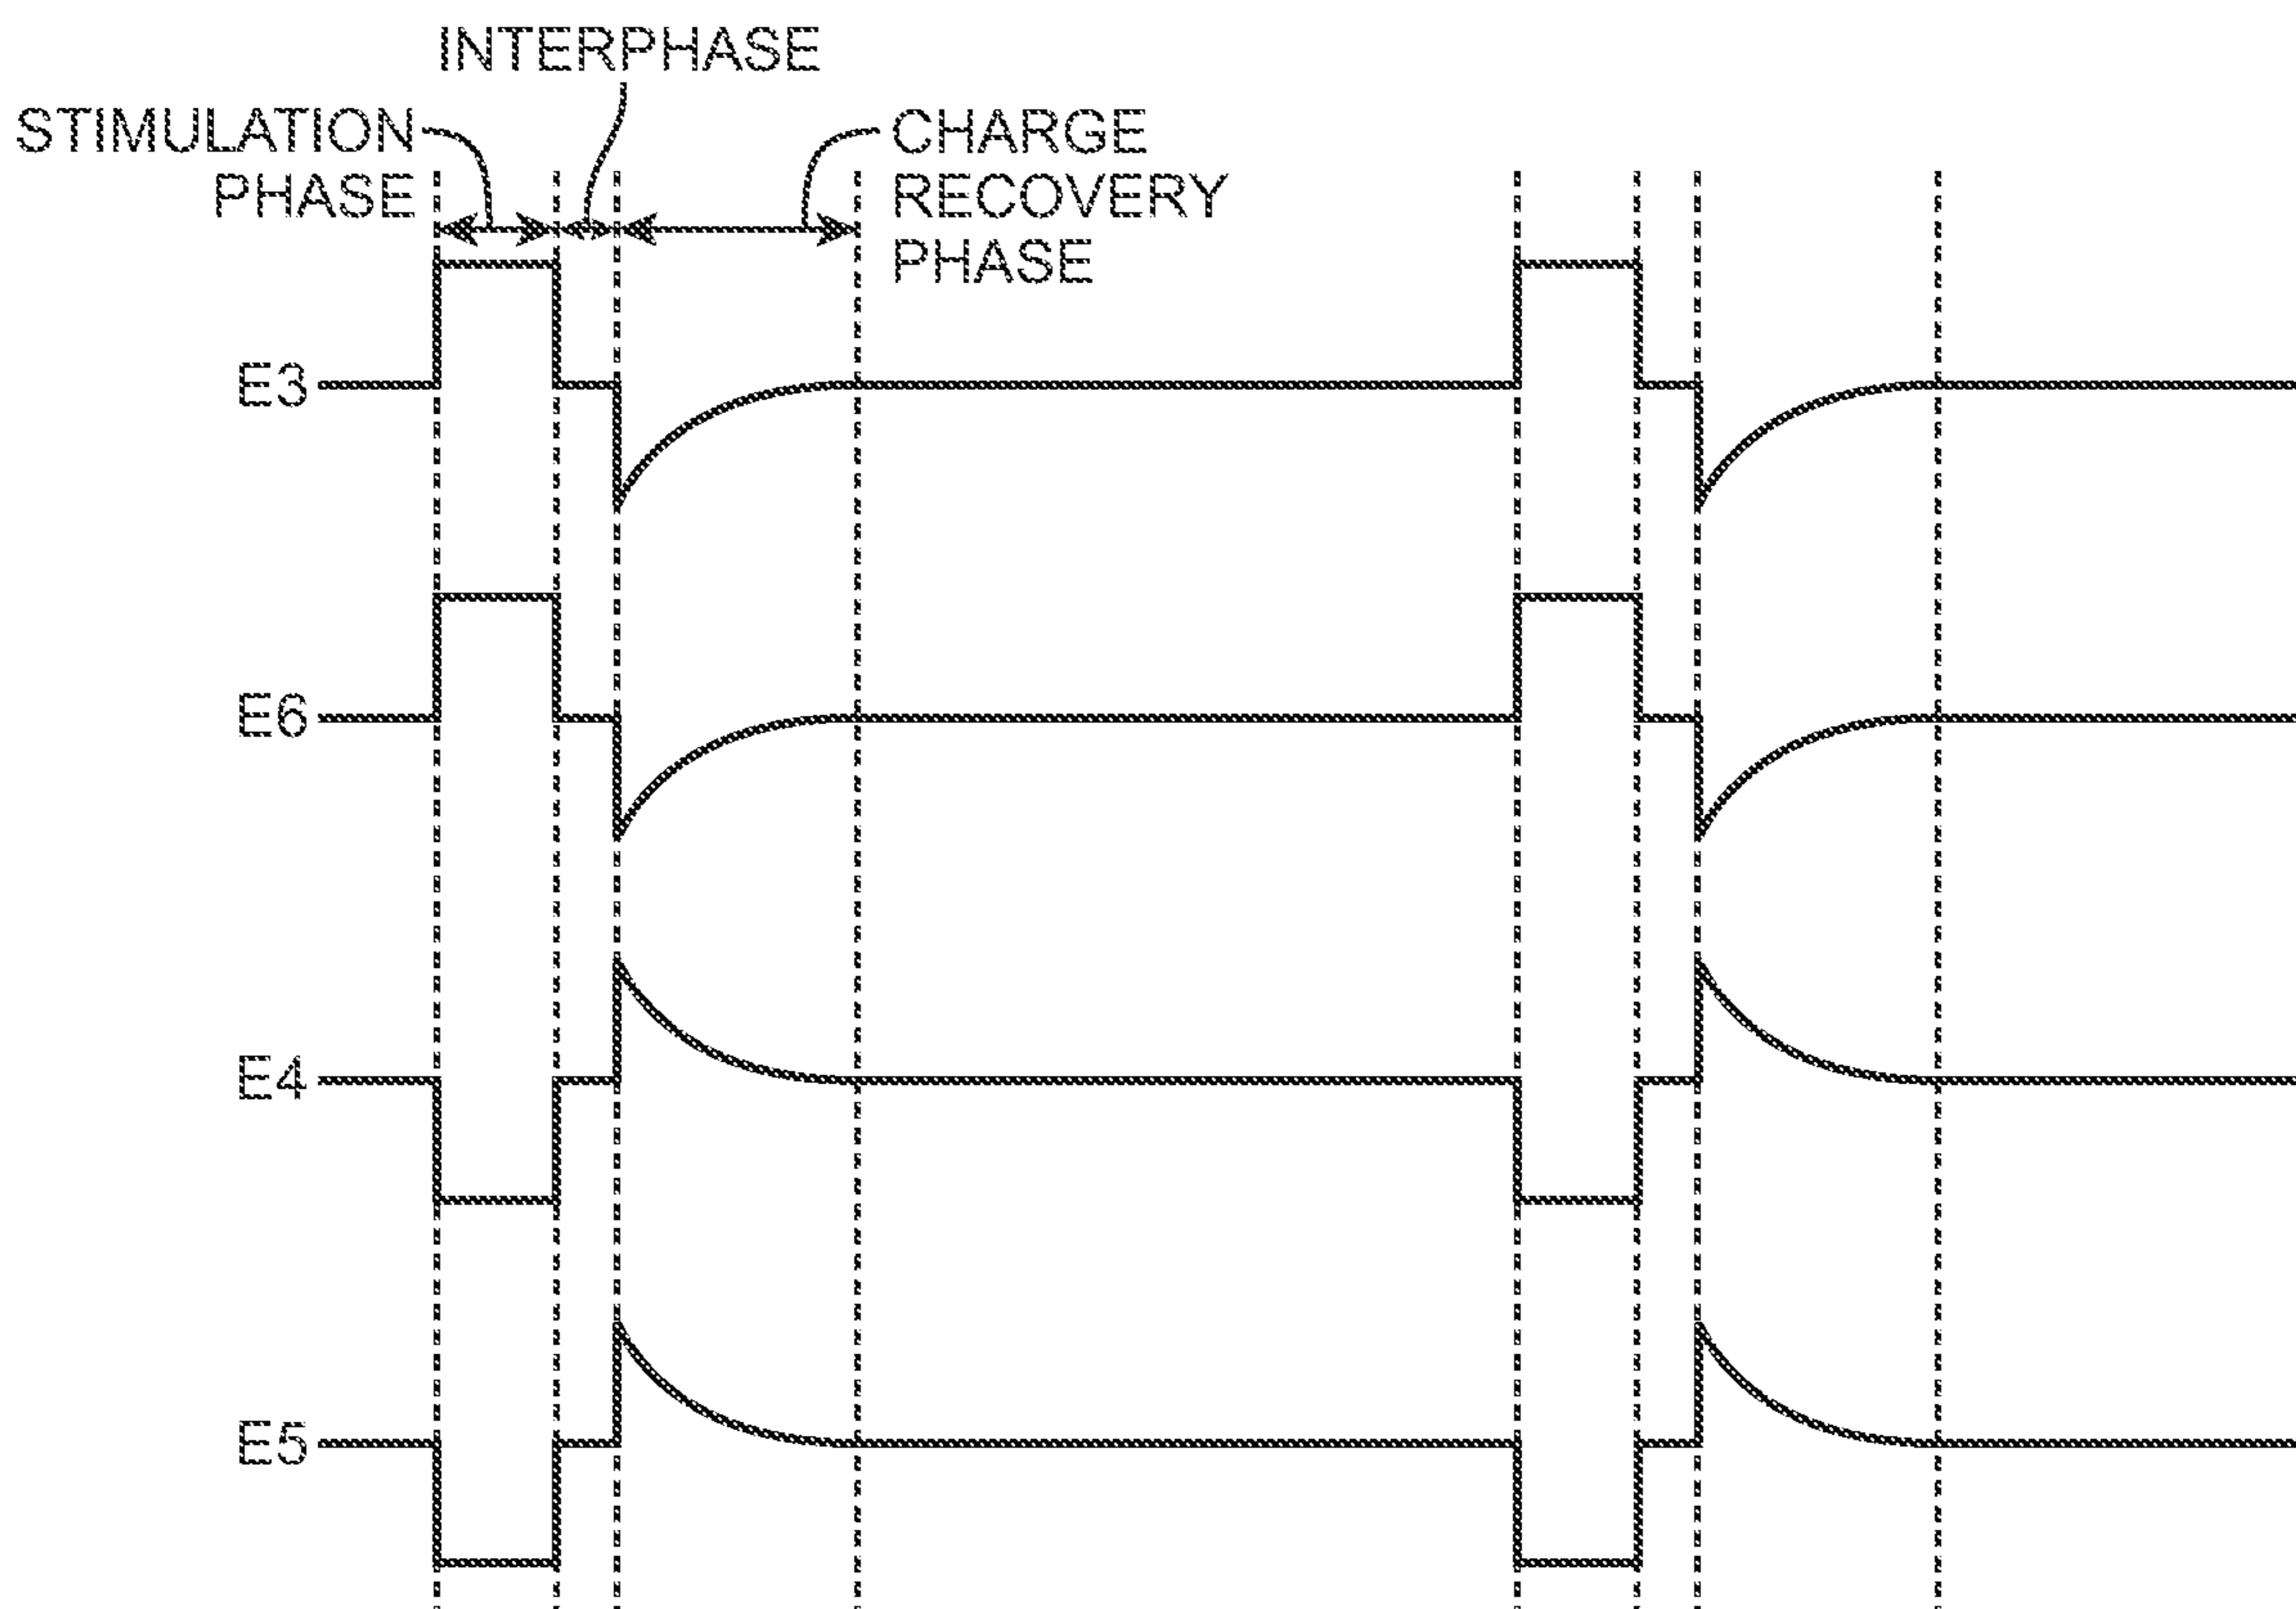 INTERPHASE
STIMULATION
PHASE
CHARGE
RECOVERY
PHASE
E3
E6
E4
E5